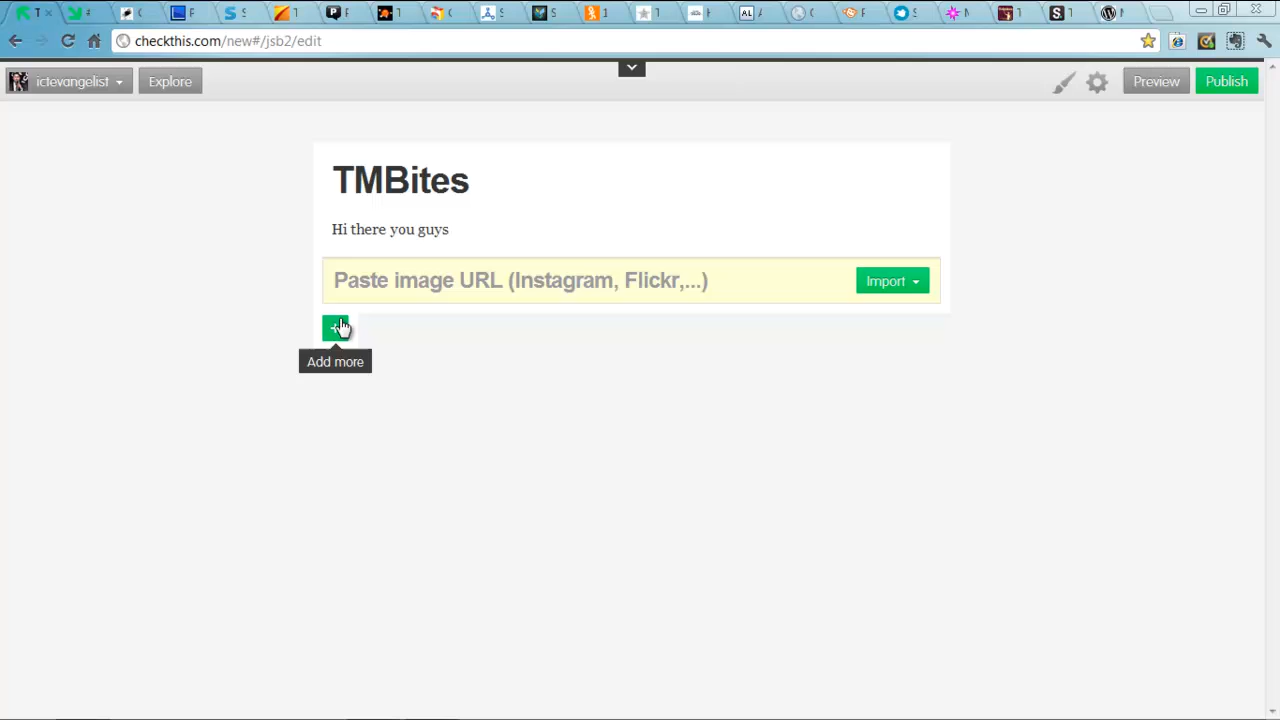 checkthis.com/new#/jsb2/edit
ictevangelist
Explore
Preview
Publish
TMBites
Hi there you guys
Paste image URL (Instagram, Flickr,...)
Import
Add more